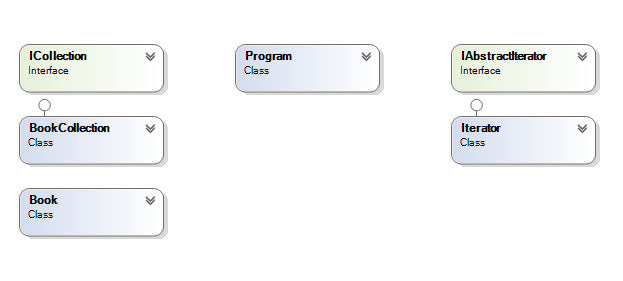 ICollection
Interface
Program
Class
IAbstractIterator
Interface
BookCollection
Class
Iterator
Class
Book
Class